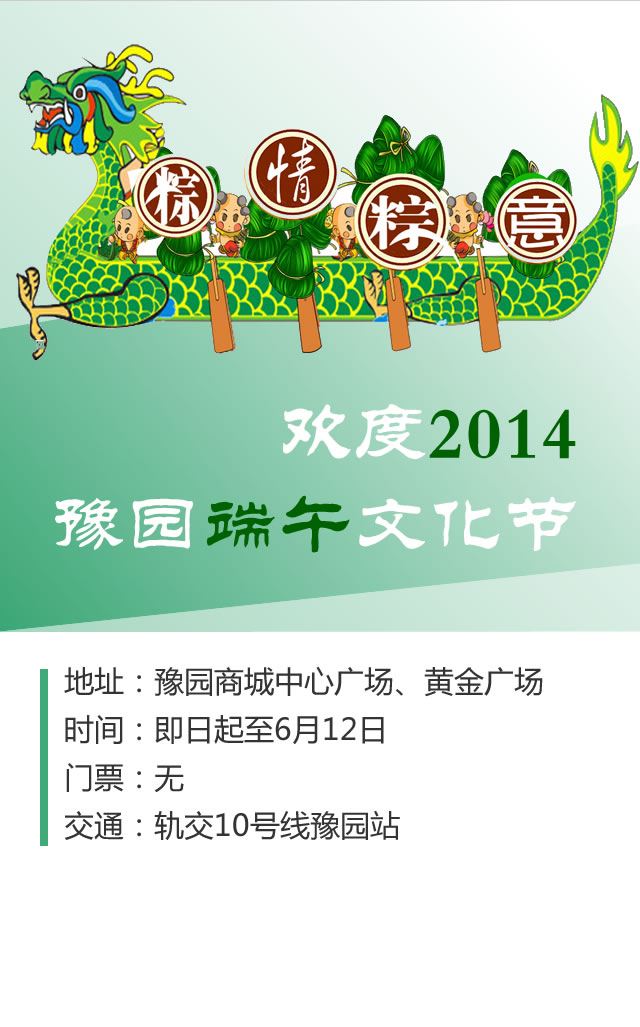 粽情粽意
欢度2014
豫园端午文化节
地址：豫园商城中心广场、黄金广场
时间：即日起至6月12日
门票：无
交通：轨交10号线豫园站